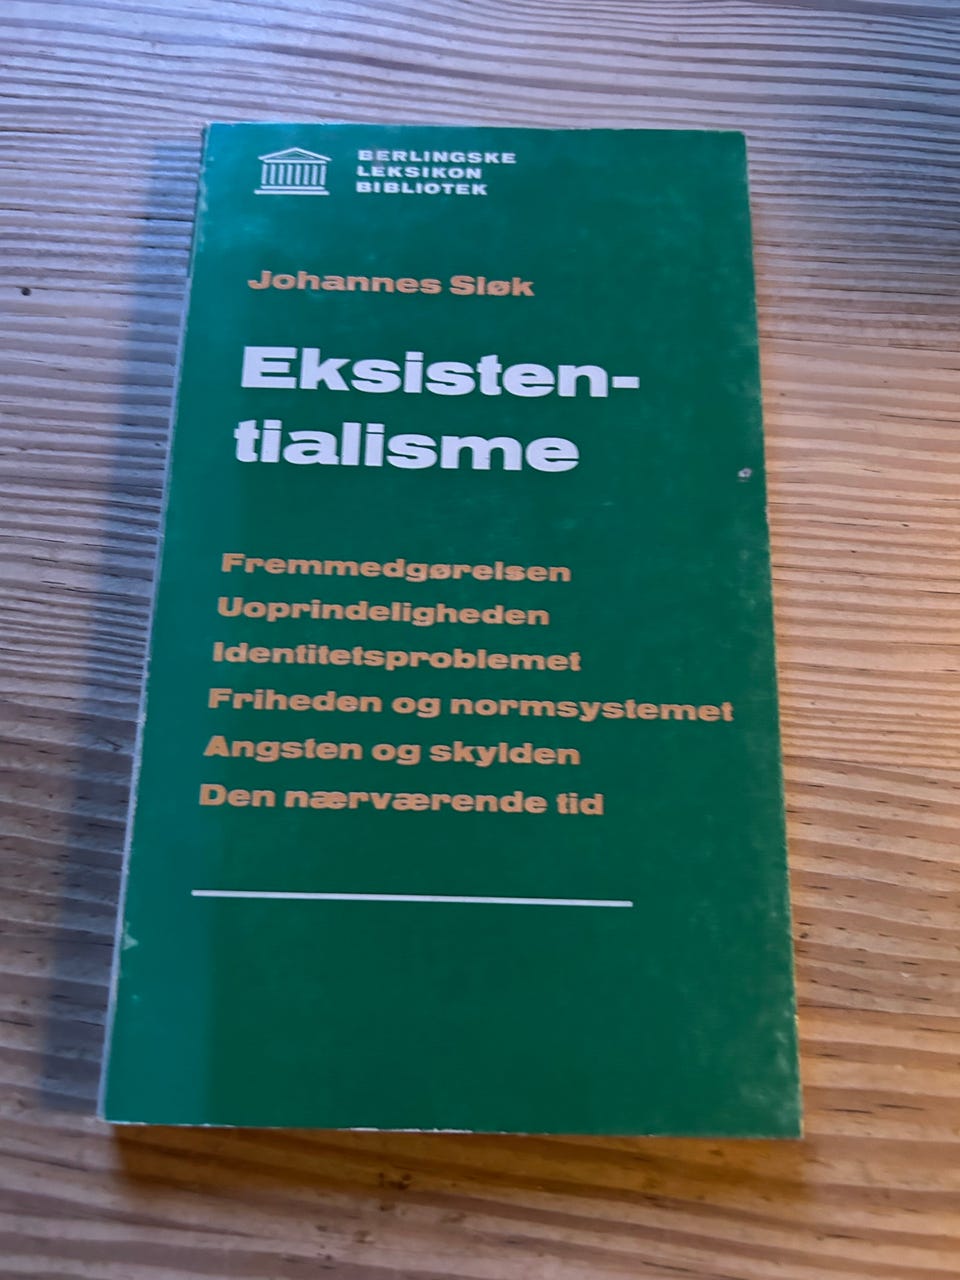 BERLINGSKE
LEKSIKON
BIBLIOTEK
Johannes Sløk
Eksisten-
tialisme
Fremmedgørelsen
Uoprindeligheden
Identitetsproblemet
Friheden og normsystemet
Angsten og skylden
Den nærværende tid